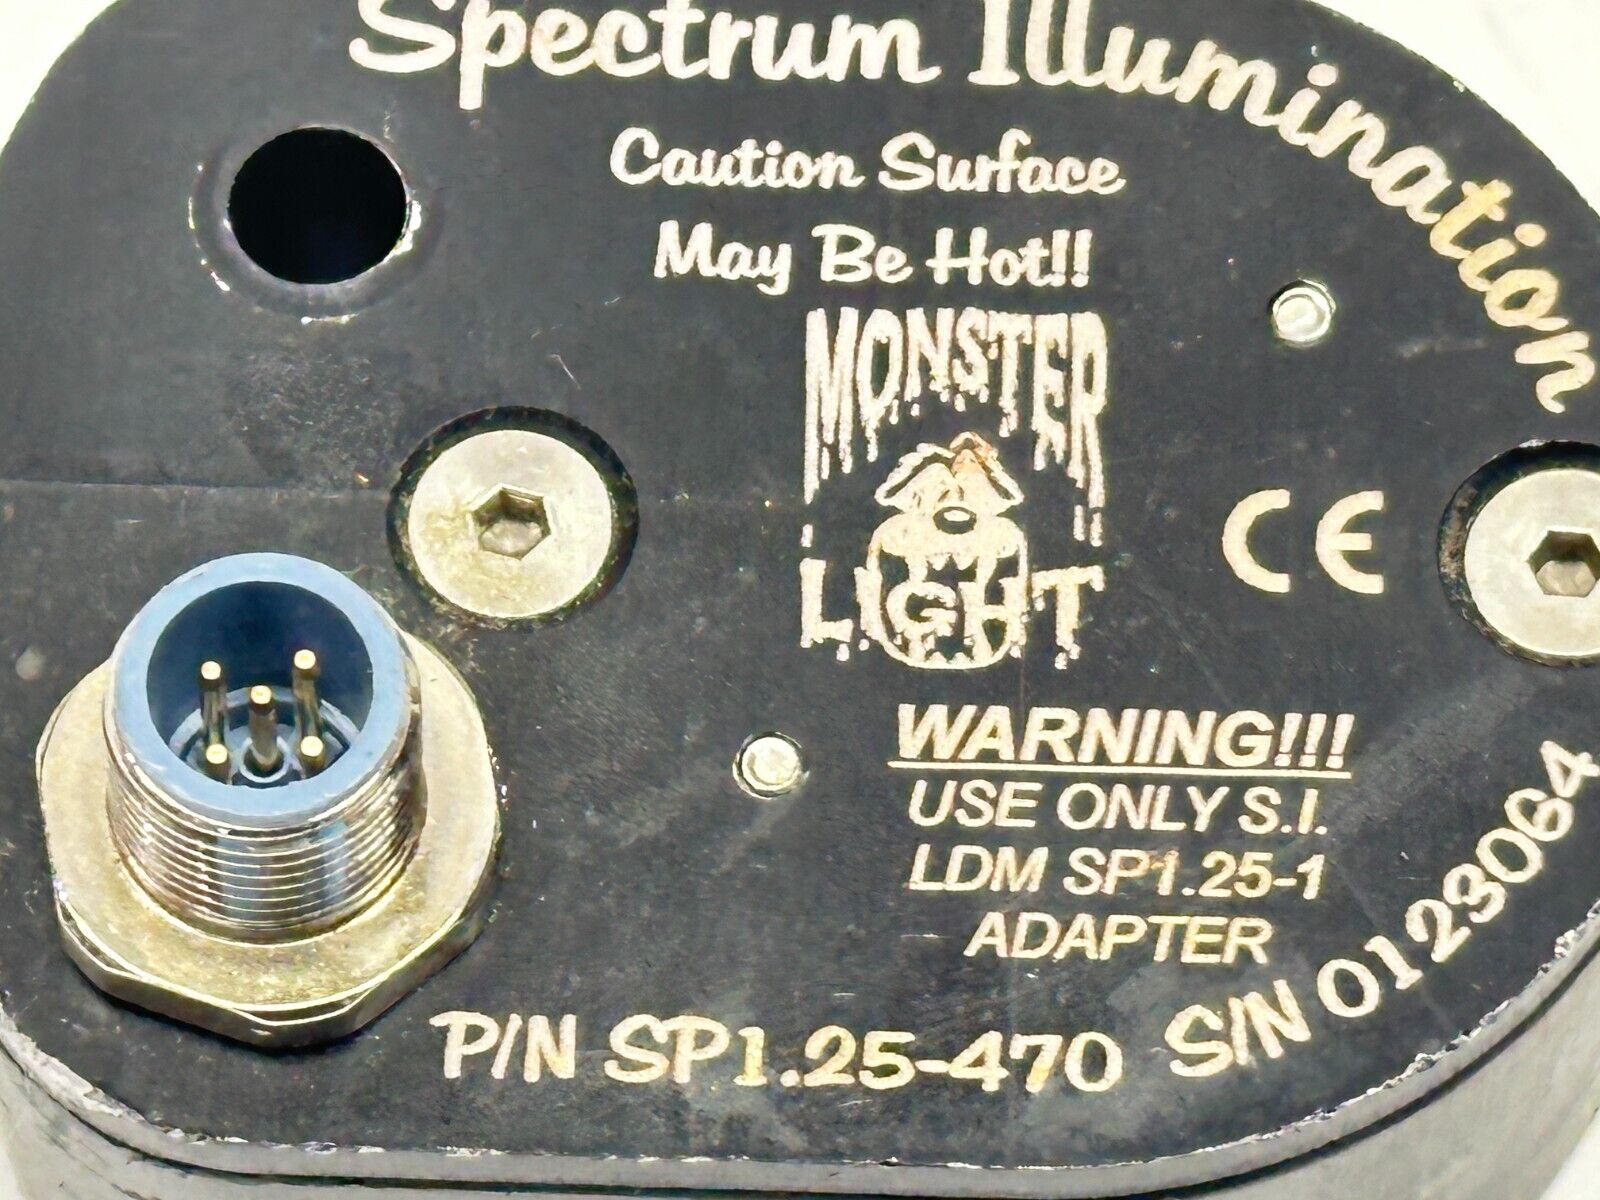 Spectrum Illumination
Caution Surface
May Be Hot!!
MONSTER
LIGHT
CE
WARNING!!!
USE ONLY S.I.
LDM SP1.25-1
ADAPTER
P/N SP1.25-470
S/N 0123064